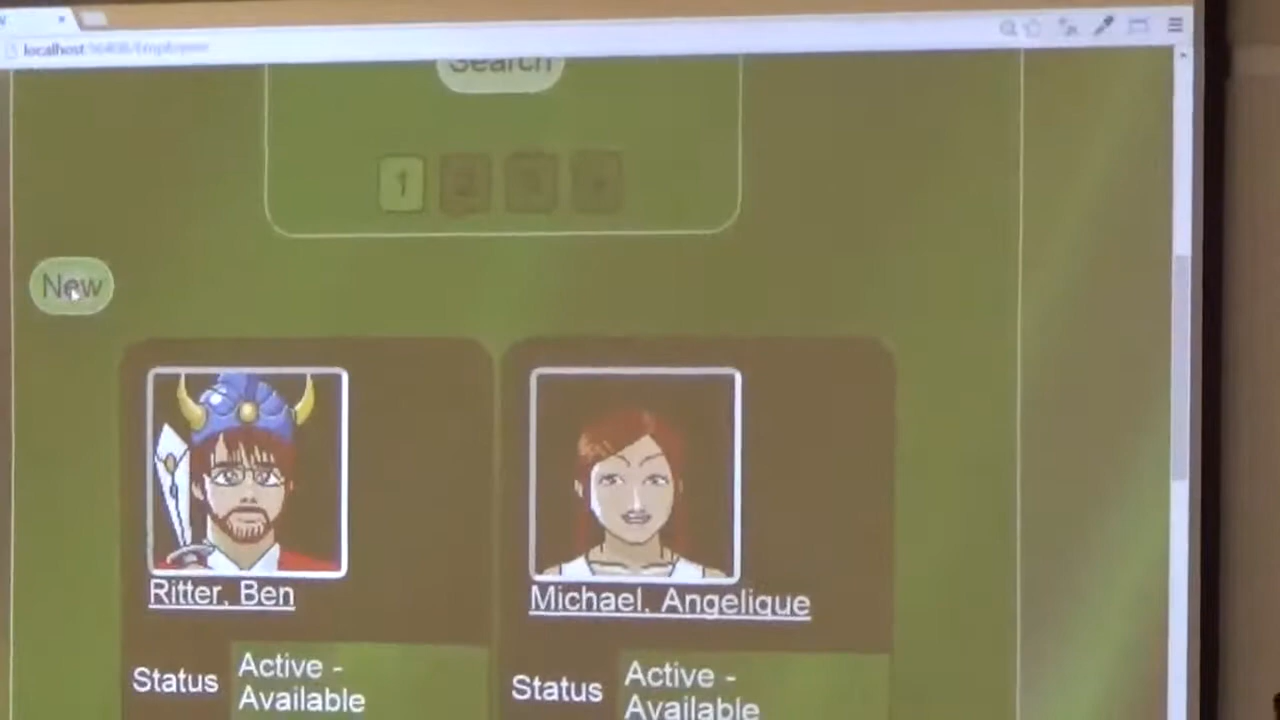 localhost
Search
1
New
Ritter, Ben
Michael, Angelique
Status
Active -
Available
Status
Active -
Available